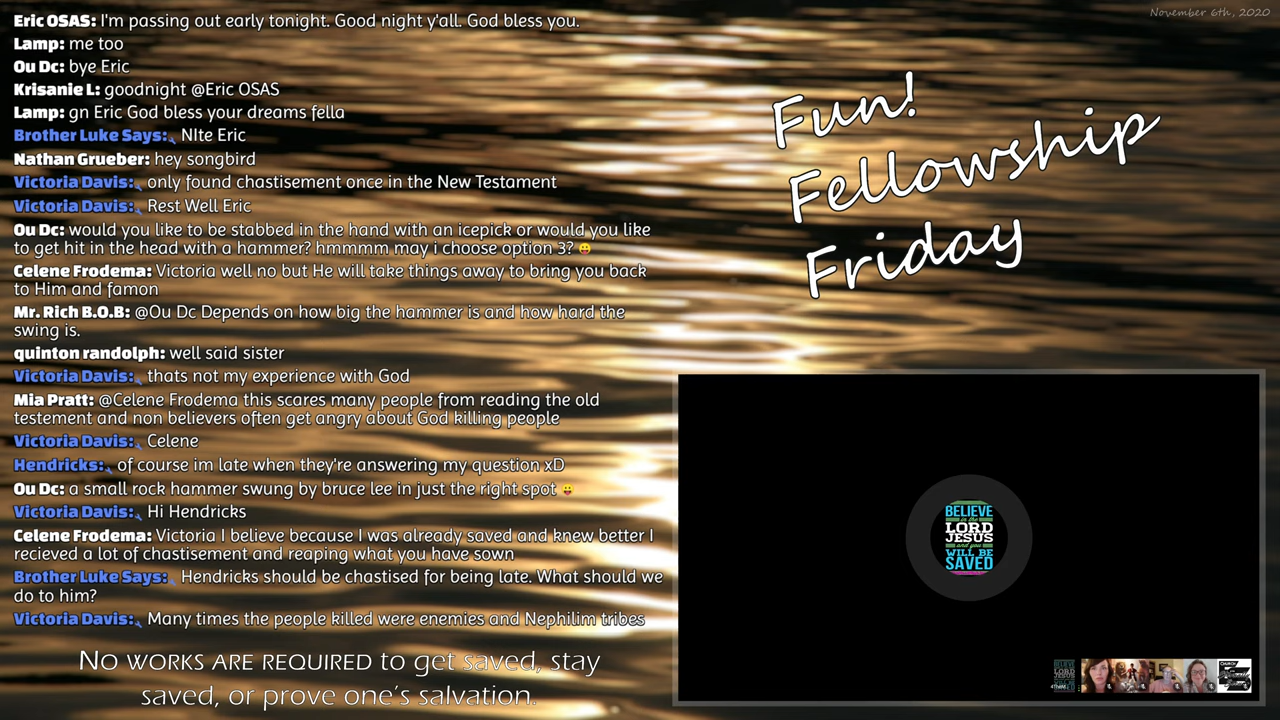 November 6th, 2020
Eric OSAS: I'm passing out early tonight. Good night y'all. God bless you.
Lamp: me too
Ou Dc: bye Eric
Krisanie L: goodnight @Eric OSAS
Lamp: gn Eric God bless your dreams fella
Brother Luke Says: NIte Eric
Nathan Grueber: hey songbird
Victoria Davis: only found chastisement once in the New Testament
Victoria Davis: Rest Well Eric
Ou Dc: would you like to be stabbed in the hand with an icepick or would you like
to get hit in the head with a hammer? hmmmm may i choose option 3? 😛
Celene Frodema: Victoria well no but He will take things away to bring you back
to Him and famon
Mr. Rich B.O.B: @Ou Dc Depends on how big the hammer is and how hard the
swing is.
quinton randolph: well said sister
Victoria Davis: thats not my experience with God
Mia Pratt: @Celene Frodema this scares many people from reading the old
testement and non believers often get angry about God killing people
Victoria Davis: Celene
Hendricks: of course im late when they're answering my question xD
Ou Dc: a small rock hammer swung by bruce lee in just the right spot 😛
Victoria Davis: Hi Hendricks
Celene Frodema: Victoria I believe because I was already saved and knew better I
recieved a lot of chastisement and reaping what you have sown
Brother Luke Says: Hendricks should be chastised for being late. What should we
do to him?
Victoria Davis: Many times the people killed were enemies and Nephilim tribes
No works are required to get saved, stay
saved, or prove one's salvation.
Fun!
Fellowship
Friday
BELIEVE
in the
LORD
JESUS
and you
WILL BE
SAVED